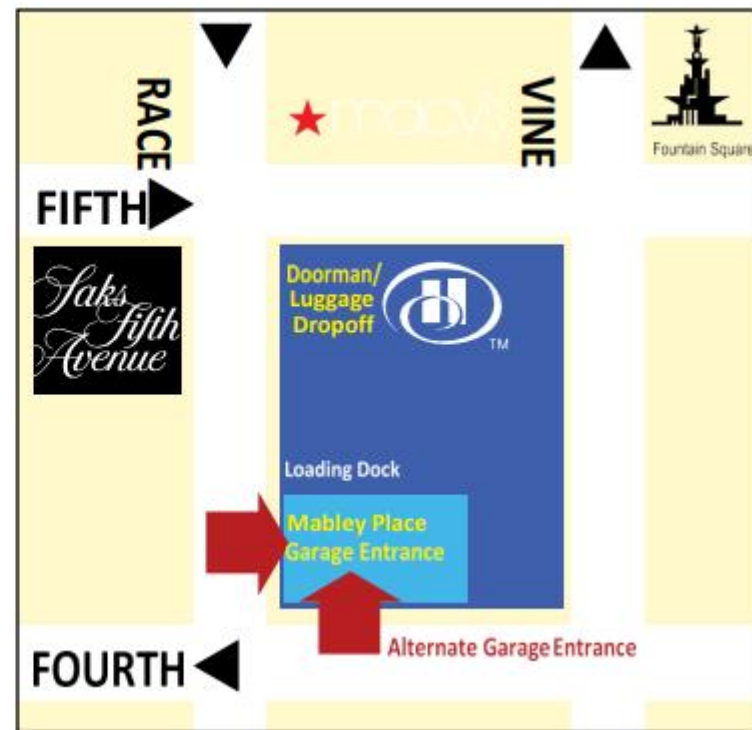 RACE
macy's
VINE
Fountain Square
FIFTH
Saks
Fifth
Avenue
Doorman/
Luggage
Dropoff
TM
Loading Dock
Mabley Place
Garage Entrance
Alternate Garage Entrance
FOURTH